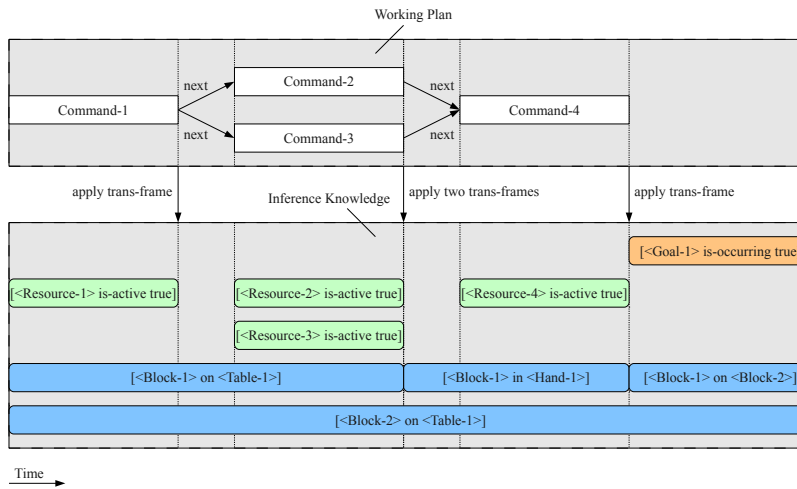 Working Plan
next
Command-2
Command-1
Command-4
next
next
Command-3
next
apply trans-frame
apply two trans-frames
apply trans-frame
Inference Knowledge
[<Goal-1> is-occurring true]
[<Resource-1> is-active true]
[<Resource-2> is-active true]
[<Resource-4> is-active true]
[<Resource-3> is-active true]
[<Block-1> on <Table-1>]
[<Block-1> in <Hand-1>]
[<Block-1> on <Block-2>]
[<Block-2> on <Table-1>]
Time